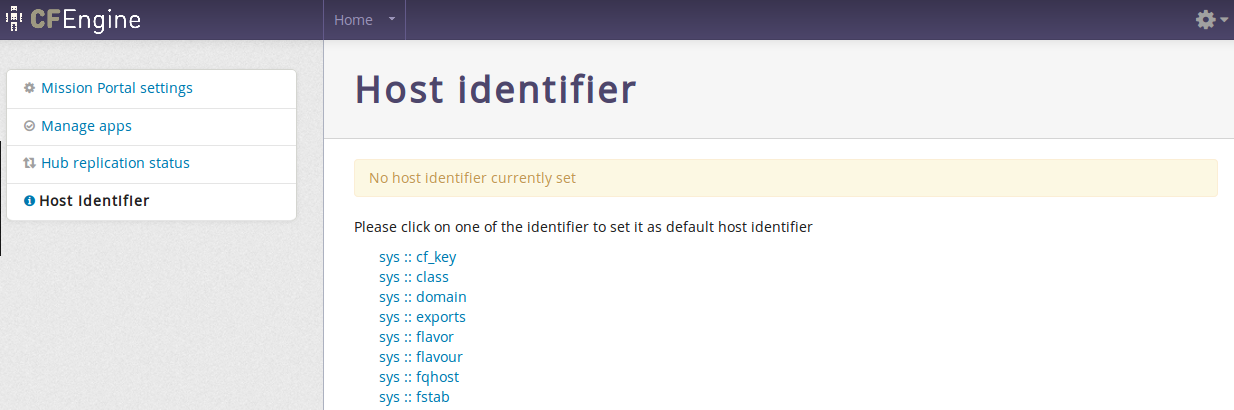 CFEngine
Home
Mission Portal settings
Manage apps
Hub replication status
Host Identifier
Host identifier
No host identifier currently set
Please click on one of the identifier to set it as default host identifier
sys :: cf_key
sys :: class
sys :: domain
sys :: exports
sys :: flavor
sys :: flavour
sys :: fqhost
sys :: fstab